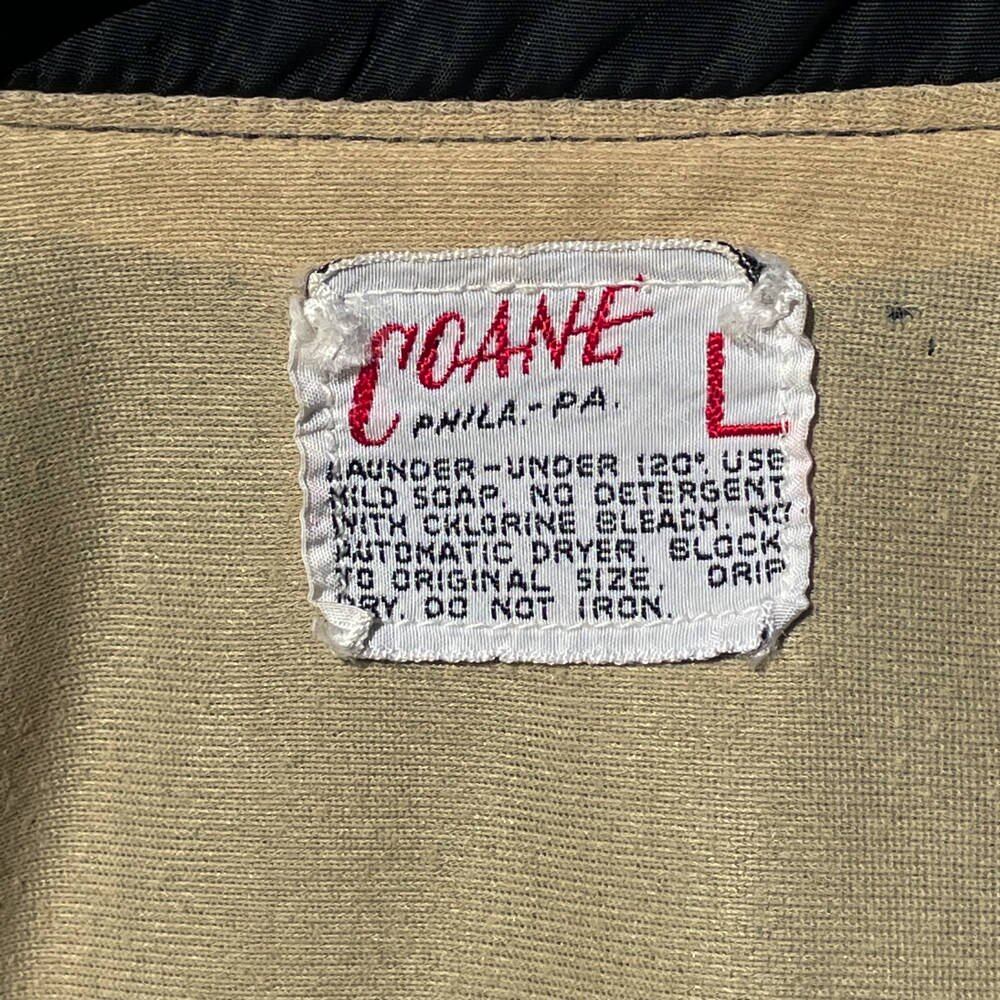 COANE L
PHILA.-PA.
LAUNDER-UNDER 120°. USE
MILD SOAP. NO DETERGENT
WITH CHLORINE BLEACH. NO
AUTOMATIC DRYER. BLOCK
TO ORIGINAL SIZE. DRIP
DRY. DO NOT IRON.